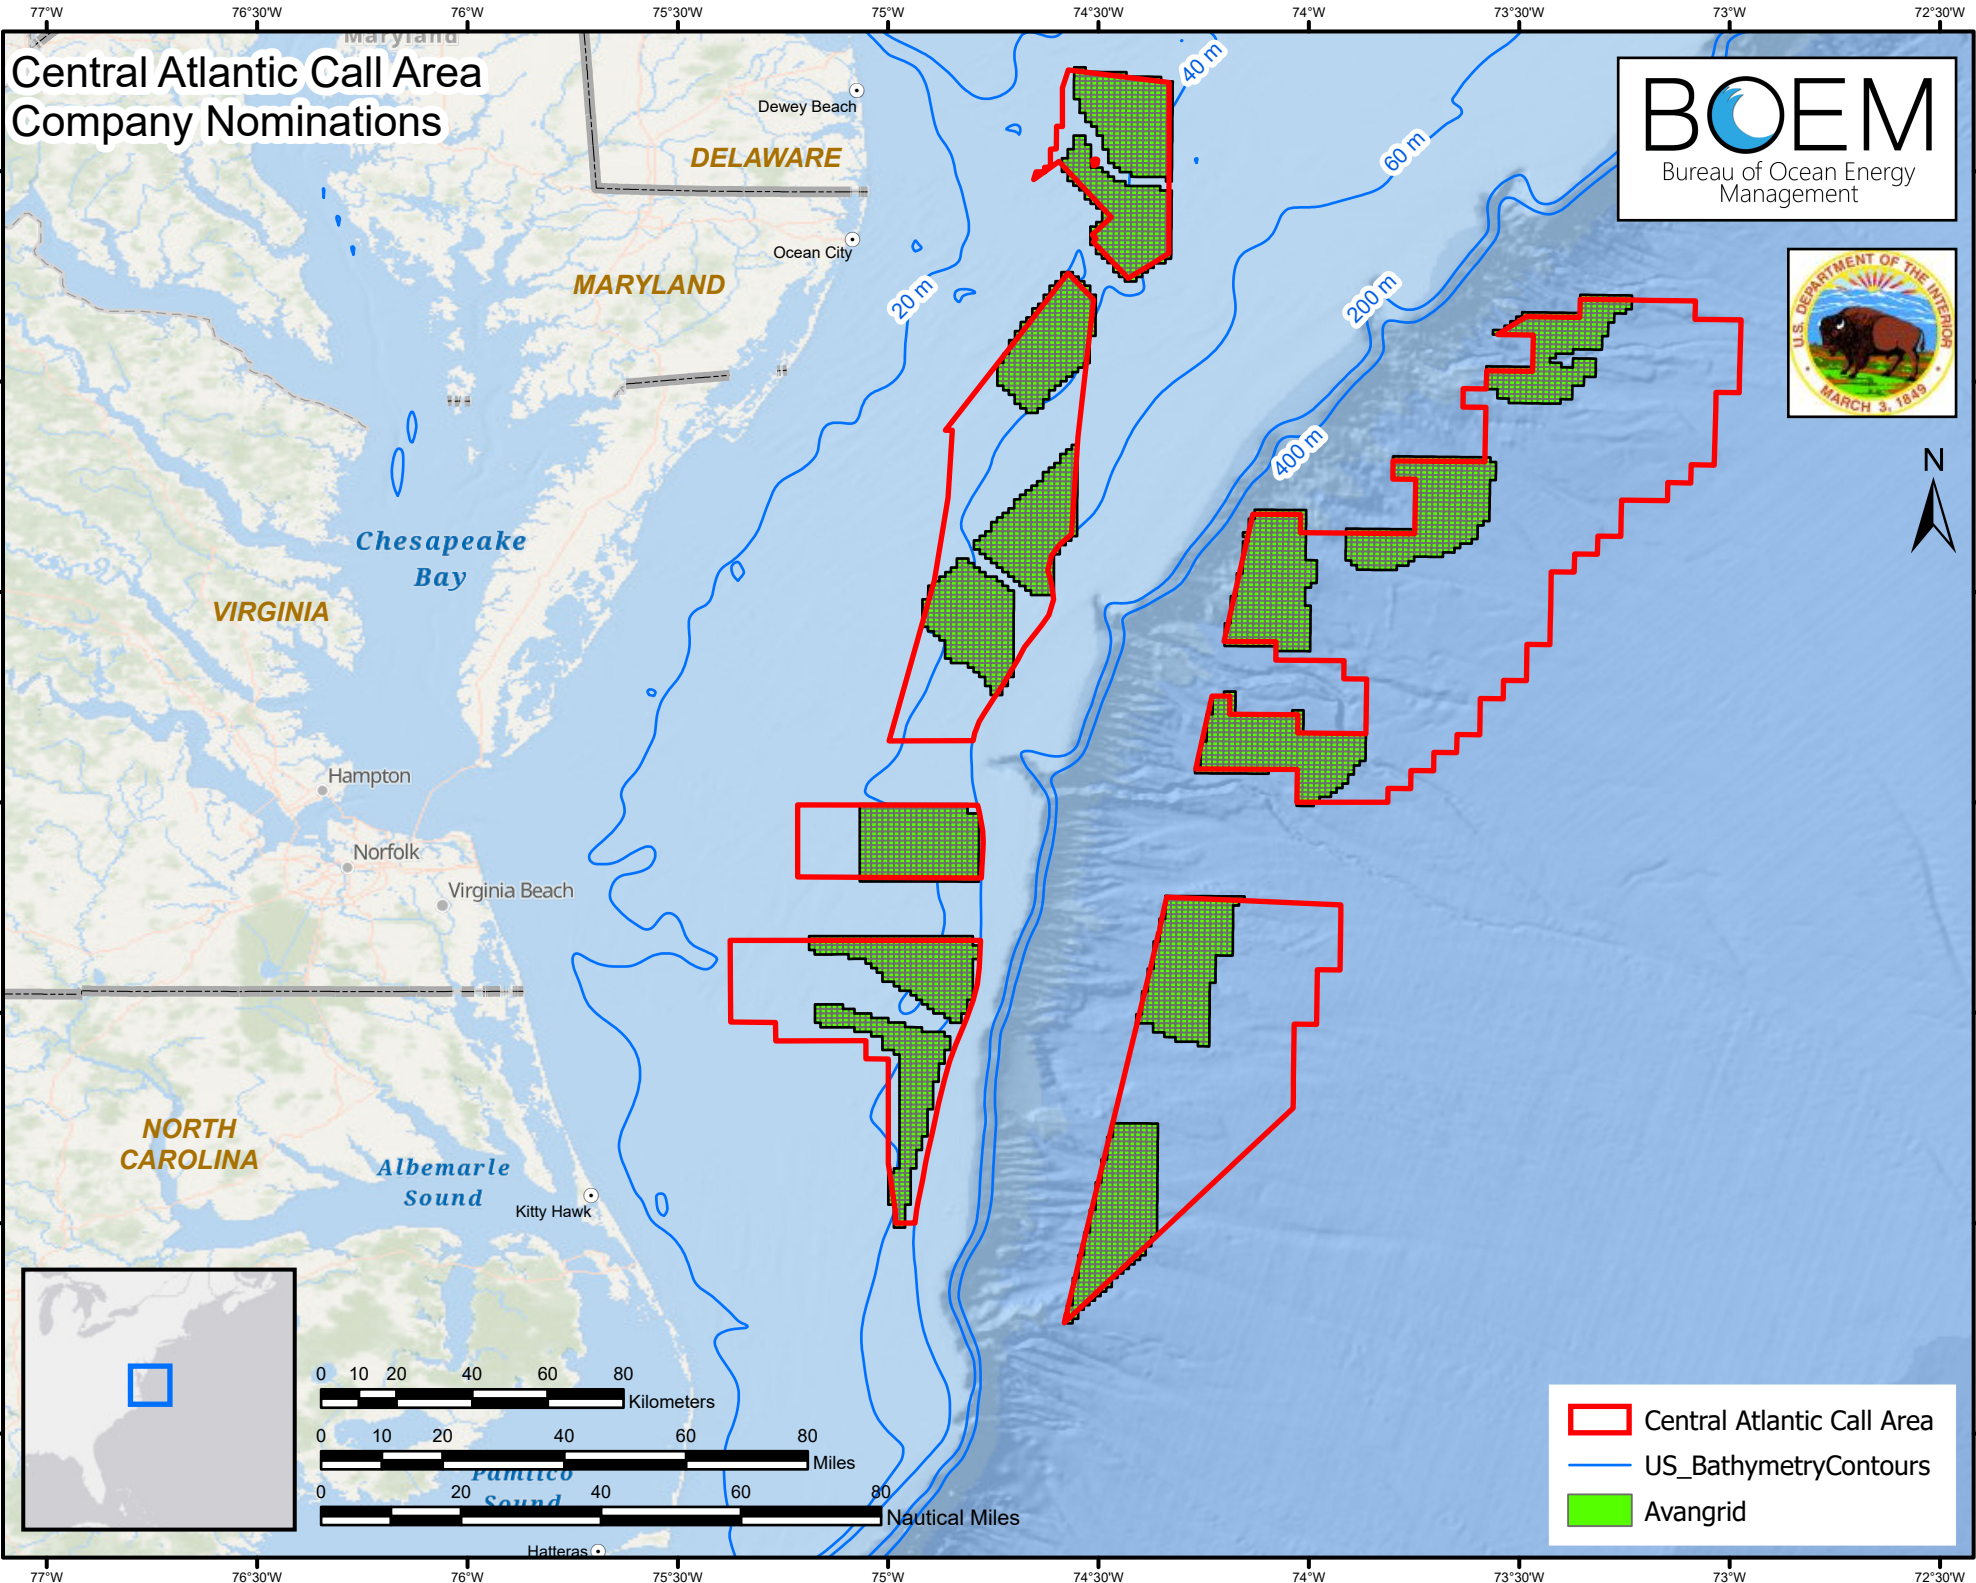 77°W 76°30'W 76°W 75°30'W 75°W 74°30'W 74°W 73°30'W 73°W 72°30'W
Maryland
Central Atlantic Call Area
Company Nominations
Dewey Beach
DELAWARE
Ocean City
MARYLAND
40 m
60 m
20 m
200 m
400 m
BOEM
Bureau of Ocean Energy
Management
U.S. DEPARTMENT OF THE INTERIOR
MARCH 3, 1849
N
Chesapeake
Bay
VIRGINIA
Hampton
Norfolk
Virginia Beach
NORTH
CAROLINA
Albemarle
Sound
Kitty Hawk
0 10 20 40 60 80
Kilometers
0 10 20 40 60 80
Miles
Pamlico
Sound
0 20 40 60 80
Nautical Miles
Hatteras
Central Atlantic Call Area
US_BathymetryContours
Avangrid
77°W 76°30'W 76°W 75°30'W 75°W 74°30'W 74°W 73°30'W 73°W 72°30'W